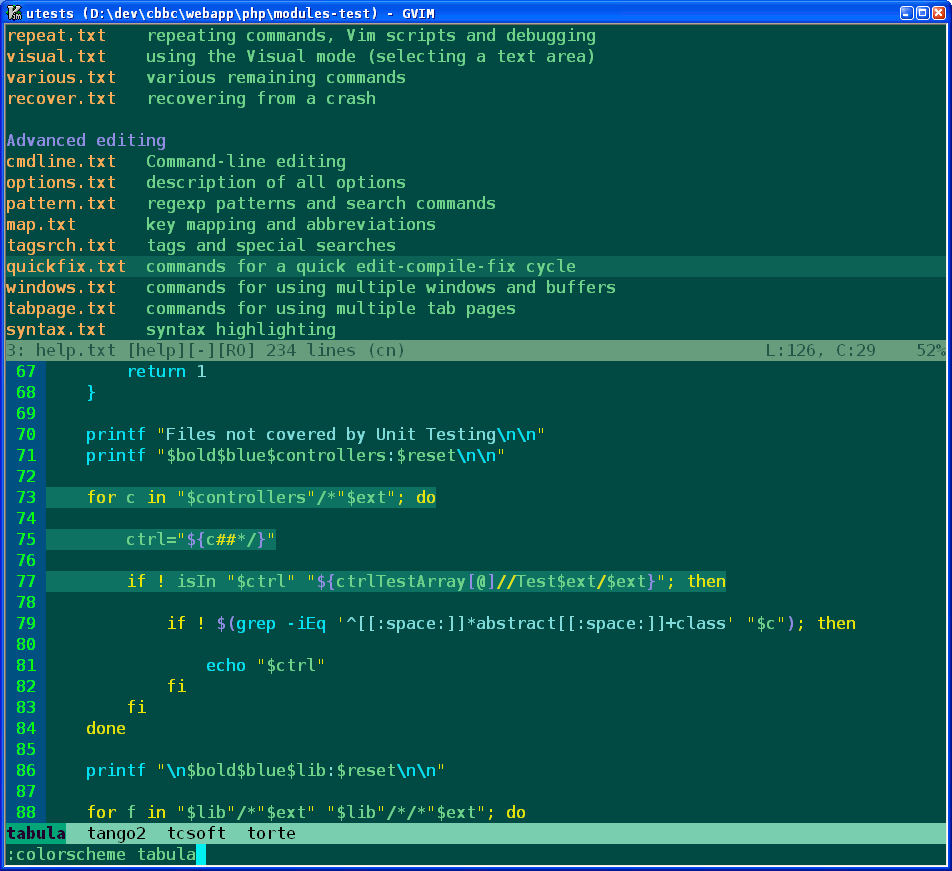 utests (D:\dev\cbbc\webapp\php\modules-test) - GVIM
repeat.txt    repeating commands, Vim scripts and debugging
visual.txt    using the Visual mode (selecting a text area)
various.txt   various remaining commands
recover.txt   recovering from a crash
Advanced editing
cmdline.txt   Command-line editing
options.txt   description of all options
pattern.txt   regexp patterns and search commands
map.txt       key mapping and abbreviations
tagsrch.txt   tags and special searches
quickfix.txt  commands for a quick edit-compile-fix cycle
windows.txt   commands for using multiple windows and buffers
tabpage.txt   commands for using multiple tab pages
syntax.txt    syntax highlighting
3: help.txt [help][-][RO] 234 lines (cn)                                    L:126, C:29    52%
67         return 1
68     }
69
70     printf "Files not covered by Unit Testing\n\n"
71     printf "$bold$blue$controllers:$reset\n\n"
72
73     for c in "$controllers"/*"$ext"; do
74
75         ctrl="${c##*/}"
76
77         if ! isIn "$ctrl" "${ctrlTestArray[@]//Test$ext/$ext}"; then
78
79             if ! $(grep -iEq '^[[:space:]]*abstract[[:space:]]+class' "$c"); then
80
81                 echo "$ctrl"
82             fi
83         fi
84     done
85
86     printf "\n$bold$blue$lib:$reset\n\n"
87
88     for f in "$lib"/*"$ext" "$lib"/*/*"$ext"; do
tabula  tango2  tcsoft  torte
:colorscheme tabula